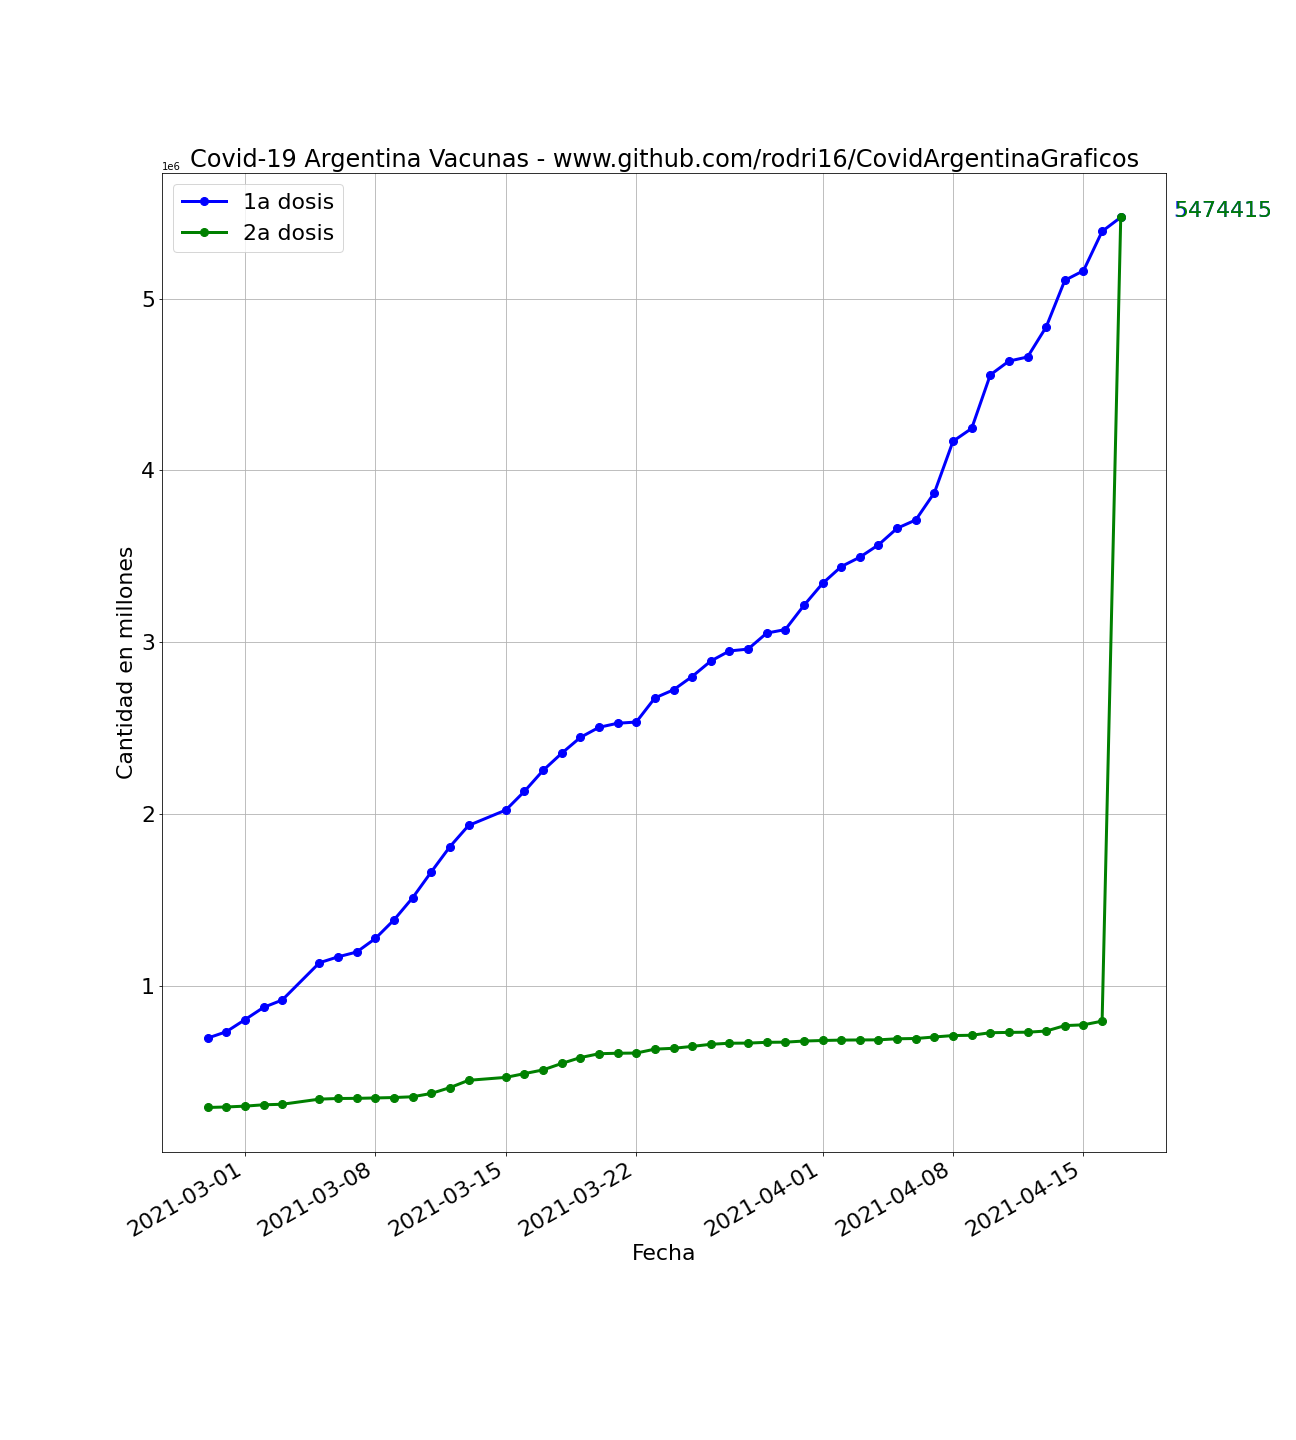 Covid-19 Argentina Vacunas - www.github.com/rodri16/CovidArgentinaGraficos
1e6
1a dosis
2a dosis
5474415
5
4
3
2
1
Cantidad en millones
2021-03-01
2021-03-08
2021-03-15
2021-03-22
2021-04-01
2021-04-08
2021-04-15
Fecha